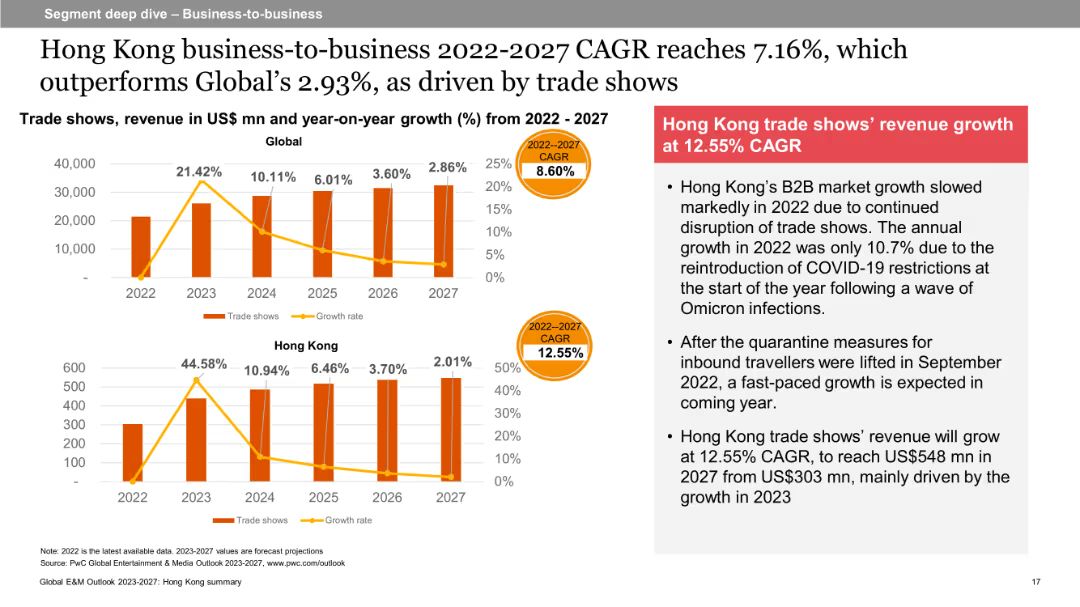 Segment deep dive – Business-to-business
Hong Kong business-to-business 2022-2027 CAGR reaches 7.16%, which
outperforms Global's 2.93%, as driven by trade shows
Trade shows, revenue in US$ mn and year-on-year growth (%) from 2022 - 2027
Global
2022--2027
CAGR
8.60%
40,000
30,000
20,000
10,000
-
21.42%
10.11%
6.01%
3.60%
2.86%
25%
20%
15%
10%
5%
0%
2022 2023 2024 2025 2026 2027
Trade shows Growth rate
Hong Kong
2022--2027
CAGR
12.55%
600
500
400
300
200
100
-
44.58%
10.94%
6.46%
3.70%
2.01%
50%
40%
30%
20%
10%
0%
2022 2023 2024 2025 2026 2027
Trade shows Growth rate
Hong Kong trade shows' revenue growth
at 12.55% CAGR
• Hong Kong's B2B market growth slowed
markedly in 2022 due to continued
disruption of trade shows. The annual
growth in 2022 was only 10.7% due to the
reintroduction of COVID-19 restrictions at
the start of the year following a wave of
Omicron infections.
• After the quarantine measures for
inbound travellers were lifted in September
2022, a fast-paced growth is expected in
coming year.
• Hong Kong trade shows' revenue will grow
at 12.55% CAGR, to reach US$548 mn in
2027 from US$303 mn, mainly driven by the
growth in 2023
Note: 2022 is the latest available data. 2023-2027 values are forecast projections
Source: PwC Global Entertainment & Media Outlook 2023-2027, www.pwc.com/outlook
Global E&M Outlook 2023-2027: Hong Kong summary
17